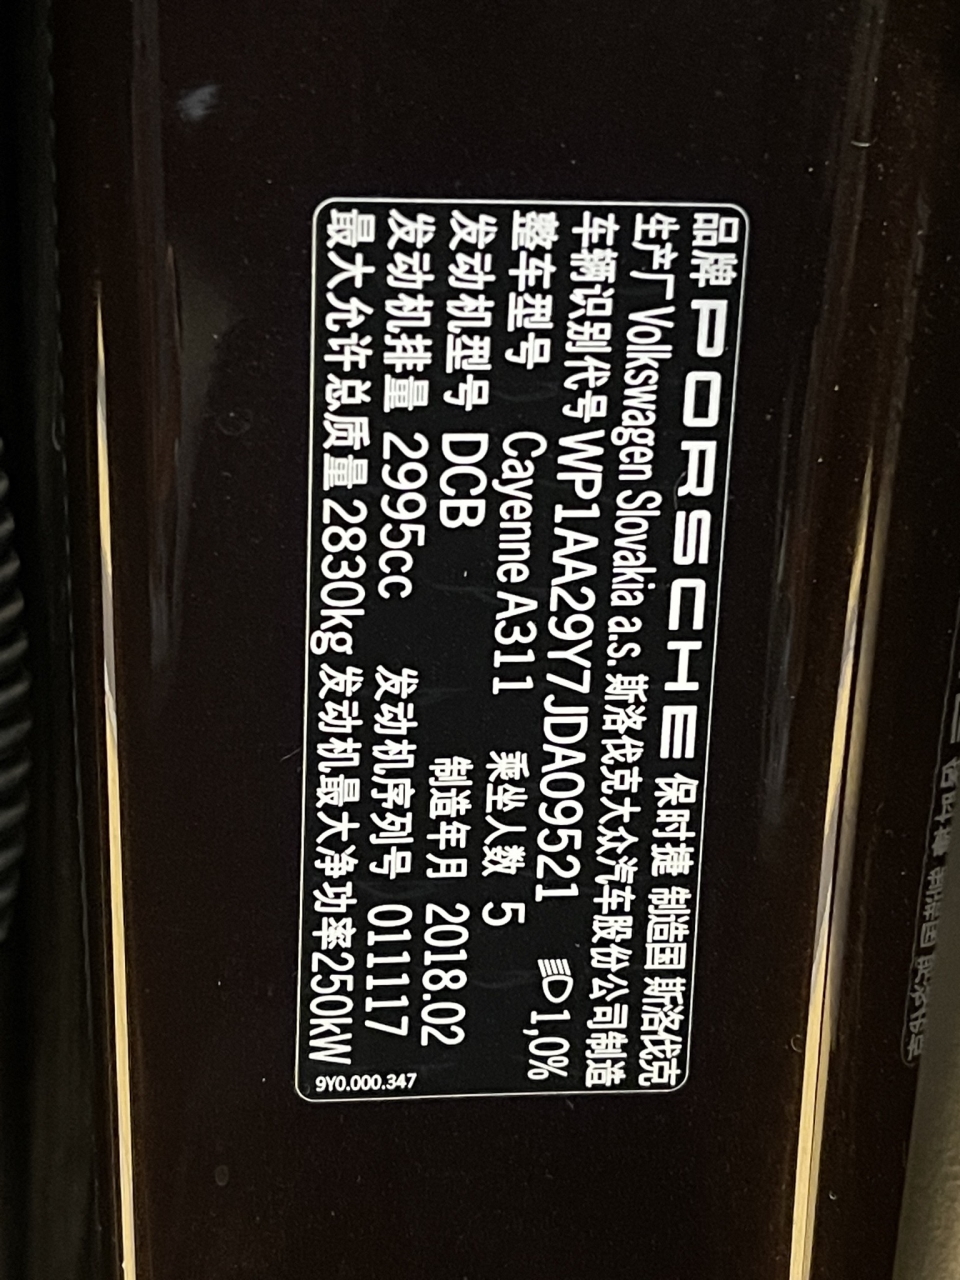 品牌 PORSCHE 保时捷 制造国 斯洛伐克
生产厂 Volkswagen Slovakia a.s. 斯洛伐克大众汽车股份公司制造
车辆识别代号 WP1AA29Y7JDA09521 1,0%
整车型号 Cayenne A311 乘坐人数 5
发动机型号 DCB 制造年月 2018.02
发动机排量 2995cc 发动机序列号 011117
最大允许总质量 2830kg 发动机最大净功率250kW
9Y0.000.347